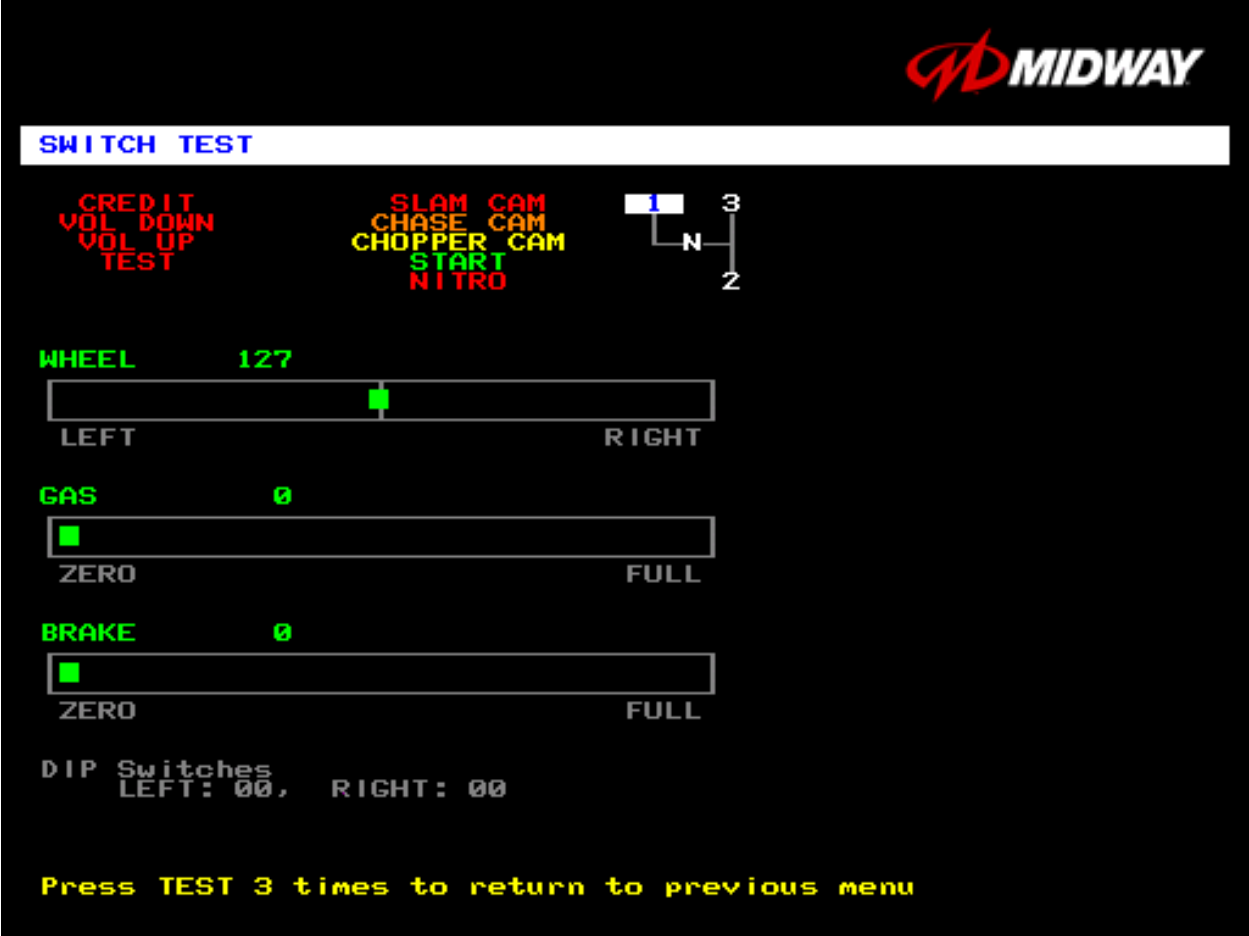 MIDWAY
SWITCH TEST
CREDIT
VOL DOWN
VOL UP
TEST
SLAM CAM
CHASE CAM
CHOPPER CAM
START
NITRO
1 3
N
2
WHEEL 127
LEFT RIGHT
GAS 0
ZERO FULL
BRAKE 0
ZERO FULL
DIP Switches
LEFT: 00, RIGHT: 00
Press TEST 3 times to return to previous menu